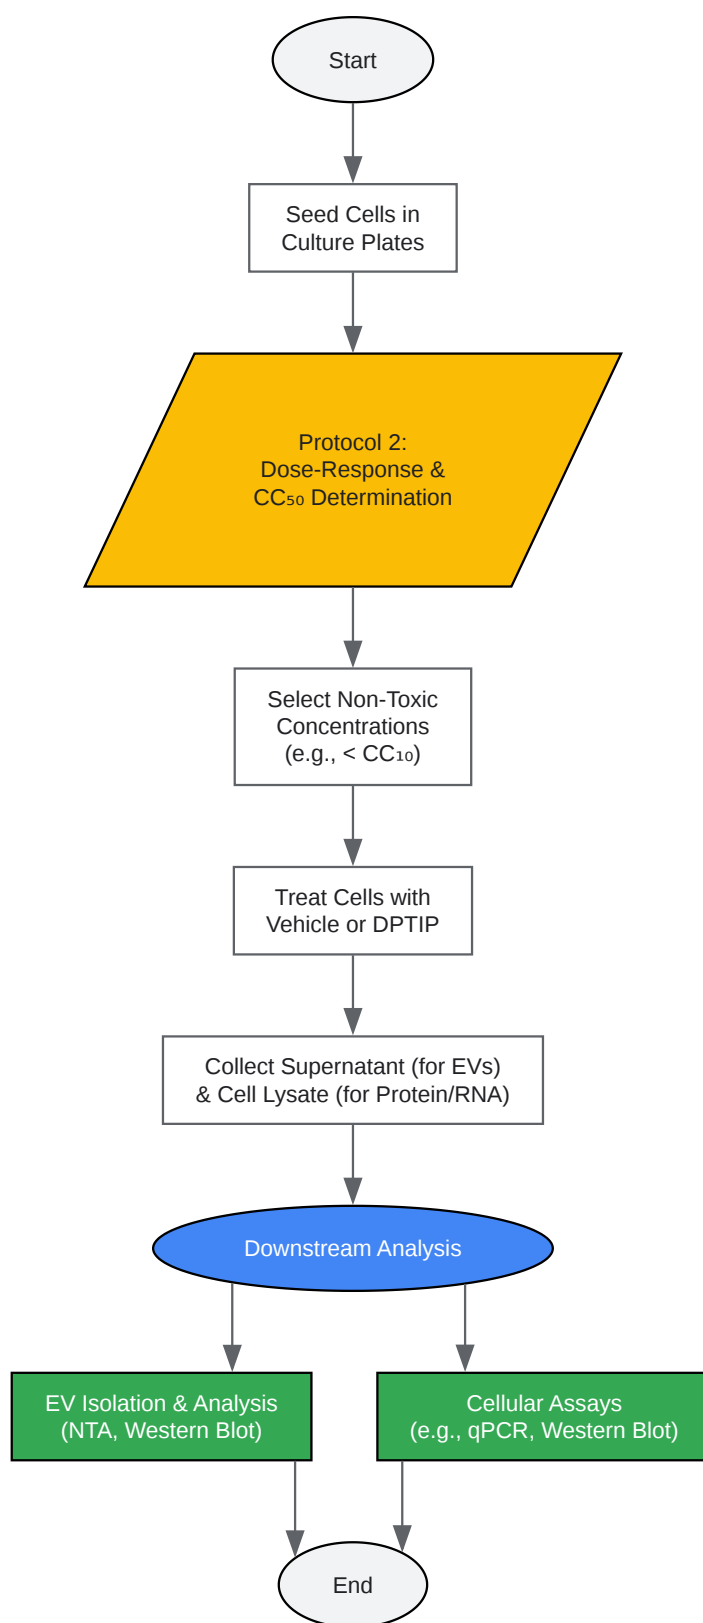 Start
Seed Cells in
Culture Plates
Protocol 2:
Dose-Response &
CC₅₀ Determination
Select Non-Toxic
Concentrations
(e.g., < CC₁₀)
Treat Cells with
Vehicle or DPTIP
Collect Supernatant (for EVs)
& Cell Lysate (for Protein/RNA)
Downstream Analysis
EV Isolation & Analysis
(NTA, Western Blot)
Cellular Assays
(e.g., qPCR, Western Blot)
End